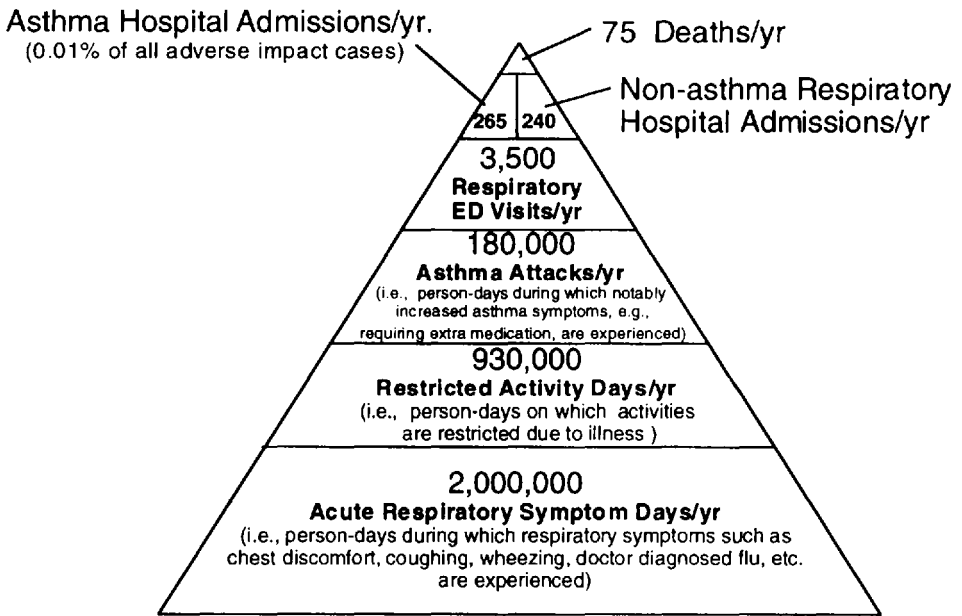 Asthma Hospital Admissions/yr.
(0.01% of all adverse impact cases)
75 Deaths/yr
Non-asthma Respiratory
Hospital Admissions/yr
265 240
3,500
Respiratory
ED Visits/yr
180,000
Asthma Attacks/yr
(i.e., person-days during which notably
increased asthma symptoms, e.g.,
requiring extra medication, are experienced)
930,000
Restricted Activity Days/yr
(i.e., person-days on which activities
are restricted due to illness )
2,000,000
Acute Respiratory Symptom Days/yr
(i.e., person-days during which respiratory symptoms such as
chest discomfort, coughing, wheezing, doctor diagnosed flu, etc.
are experienced)